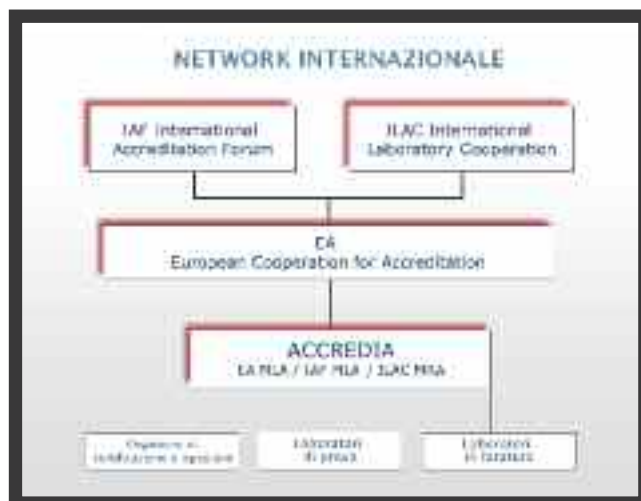 NETWORK INTERNAZIONALE
IAF International
Accreditation Forum
ILAC International
Laboratory Cooperation
EA
European Cooperation for Accreditation
ACCREDIA
EA MLA / IAF MLA / ILAC MRA
Organismi di
certificazione e ispezione
Laboratori
di prova
Laboratori
di taratura